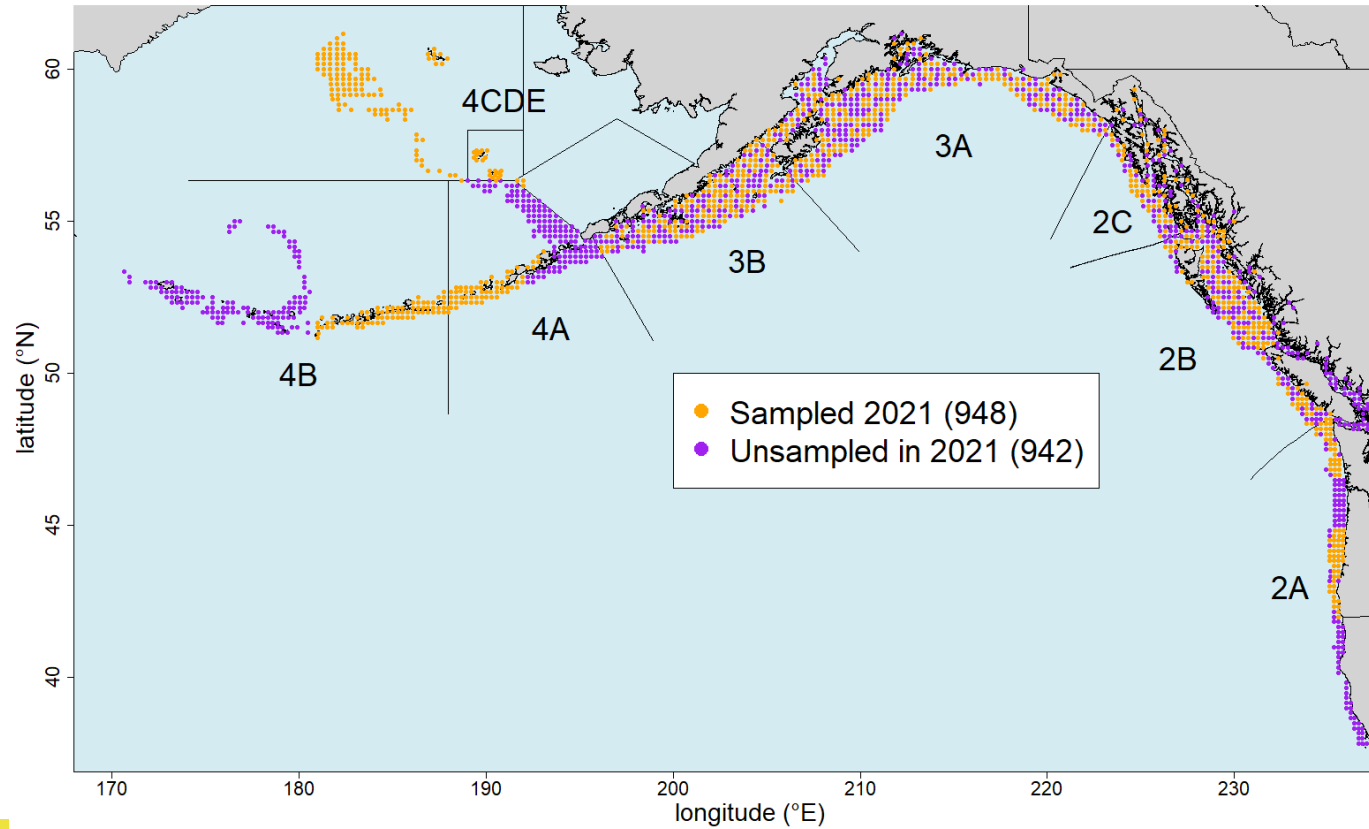 60
55
50
45
40
latitude (°N)
4CDE
3A
2C
3B
4A
2B
4B
Sampled 2021 (948)
Unsampled in 2021 (942)
2A
170
180
190
200
210
220
230
longitude (°E)